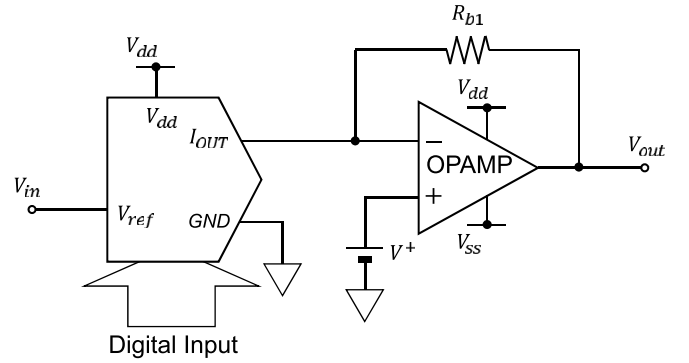 R_b1
V_dd
V_dd
V_dd
I_OUT
OPAMP
V_out
V_in
V_ref
GND
V^+
V_ss
−
+
Digital Input